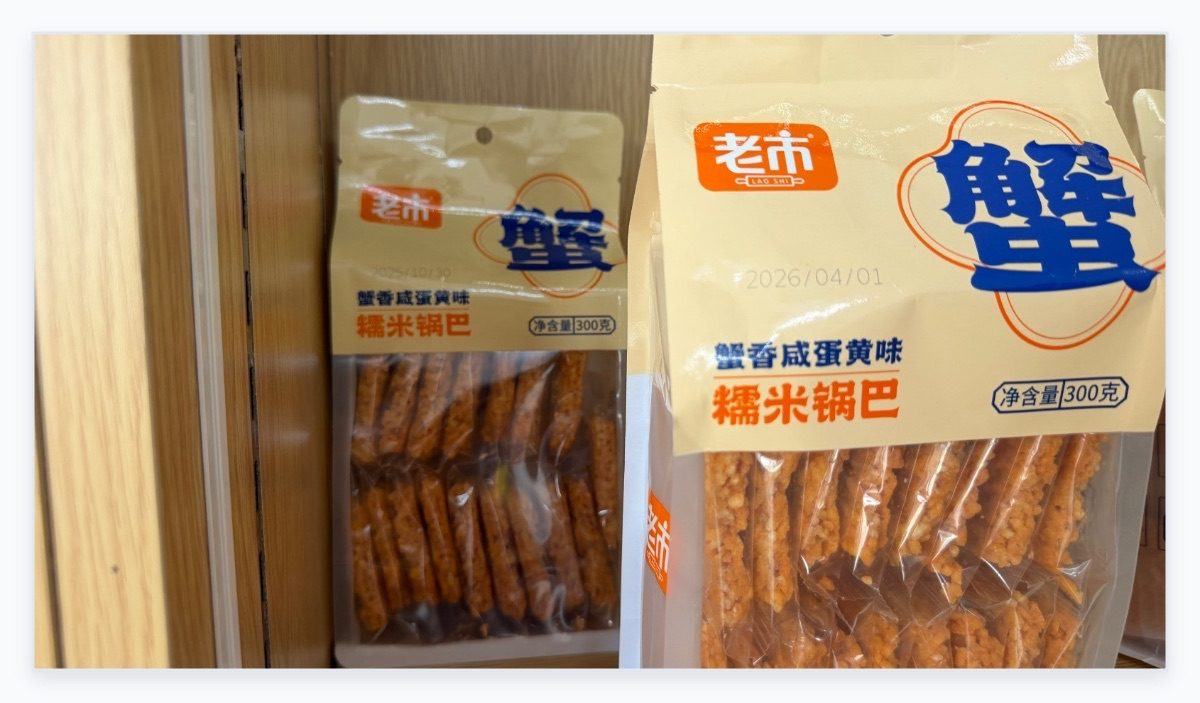 老市
蟹
2025/10/30
蟹香咸蛋黄味
糯米锅巴
净含量 300克
老市
LAO SHI
蟹
2026/04/01
蟹香咸蛋黄味
糯米锅巴
净含量 300克
老市